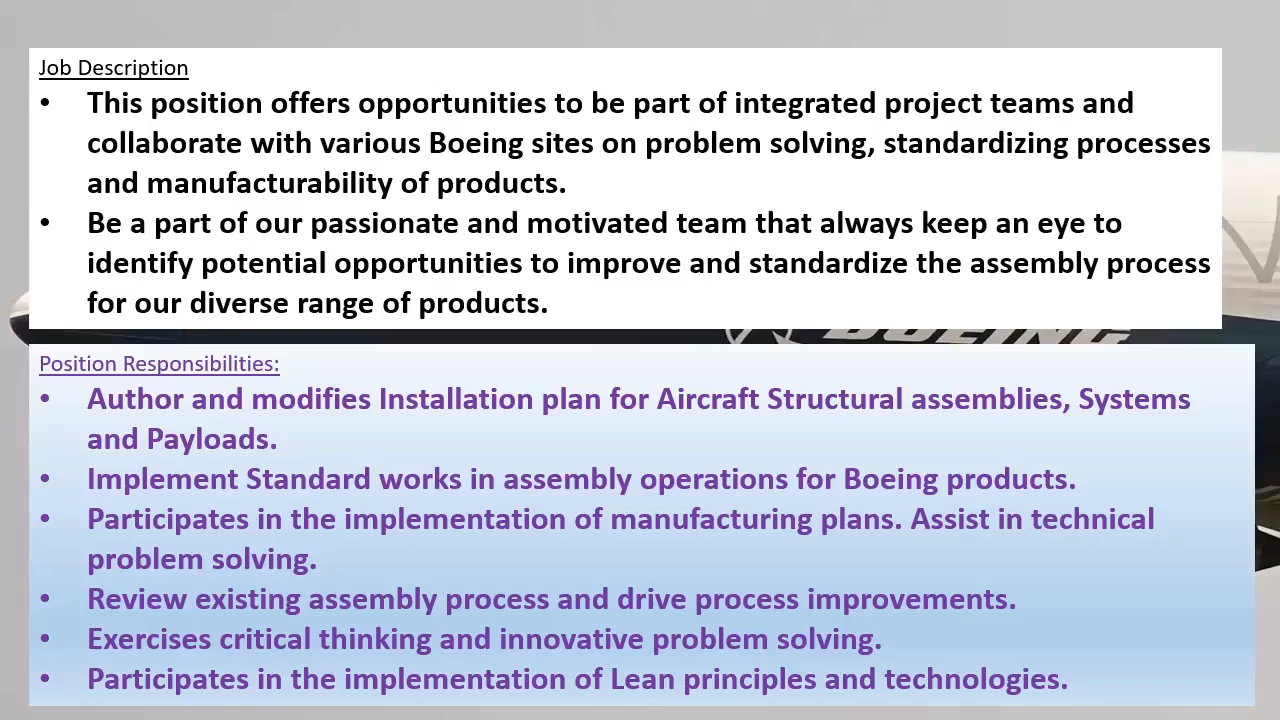 Job Description
• This position offers opportunities to be part of integrated project teams and
collaborate with various Boeing sites on problem solving, standardizing processes
and manufacturability of products.
• Be a part of our passionate and motivated team that always keep an eye to
identify potential opportunities to improve and standardize the assembly process
for our diverse range of products.
BOEING
Position Responsibilities:
• Author and modifies Installation plan for Aircraft Structural assemblies, Systems
and Payloads.
• Implement Standard works in assembly operations for Boeing products.
• Participates in the implementation of manufacturing plans. Assist in technical
problem solving.
• Review existing assembly process and drive process improvements.
• Exercises critical thinking and innovative problem solving.
• Participates in the implementation of Lean principles and technologies.